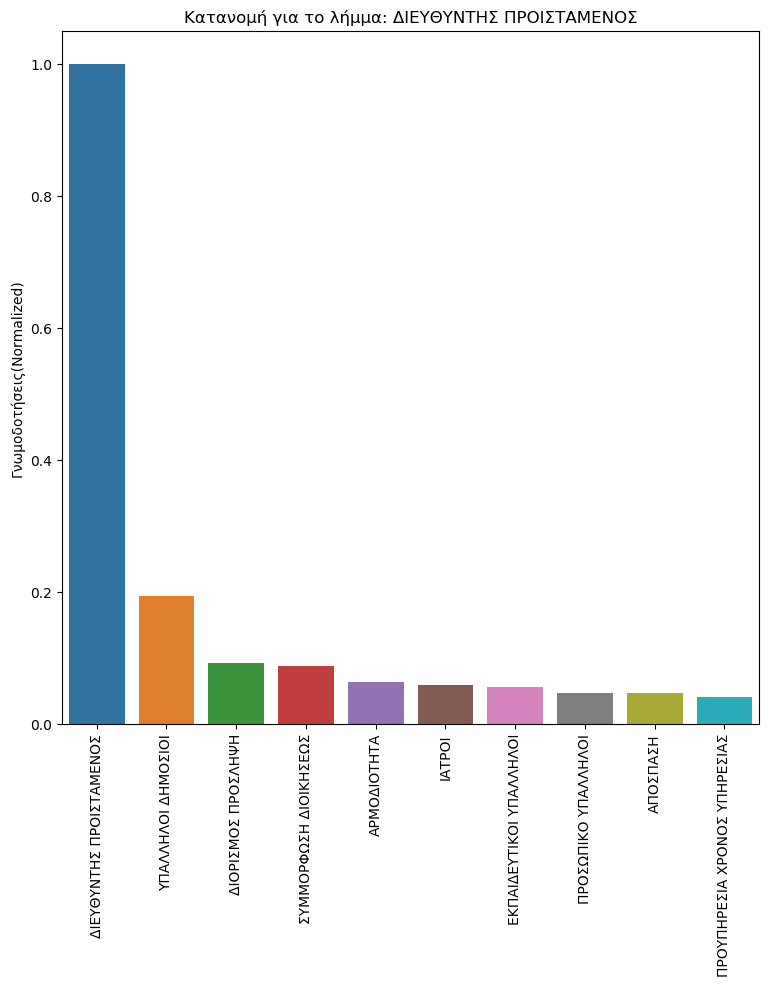 Κατανομή για το λήμμα: ΔΙΕΥΘΥΝΤΗΣ ΠΡΟΙΣΤΑΜΕΝΟΣ
Γνωμοδοτήσεις(Normalized)
1.0
0.8
0.6
0.4
0.2
0.0
ΔΙΕΥΘΥΝΤΗΣ ΠΡΟΙΣΤΑΜΕΝΟΣ
ΥΠΑΛΛΗΛΟΙ ΔΗΜΟΣΙΟΙ
ΔΙΟΡΙΣΜΟΣ ΠΡΟΣΛΗΨΗ
ΣΥΜΜΟΡΦΩΣΗ ΔΙΟΙΚΗΣΕΩΣ
ΑΡΜΟΔΙΟΤΗΤΑ
ΙΑΤΡΟΙ
ΕΚΠΑΙΔΕΥΤΙΚΟΙ ΥΠΑΛΛΗΛΟΙ
ΠΡΟΣΩΠΙΚΟ ΥΠΑΛΛΗΛΟΙ
ΑΠΟΣΠΑΣΗ
ΠΡΟΥΠΗΡΕΣΙΑ ΧΡΟΝΟΣ ΥΠΗΡΕΣΙΑΣ